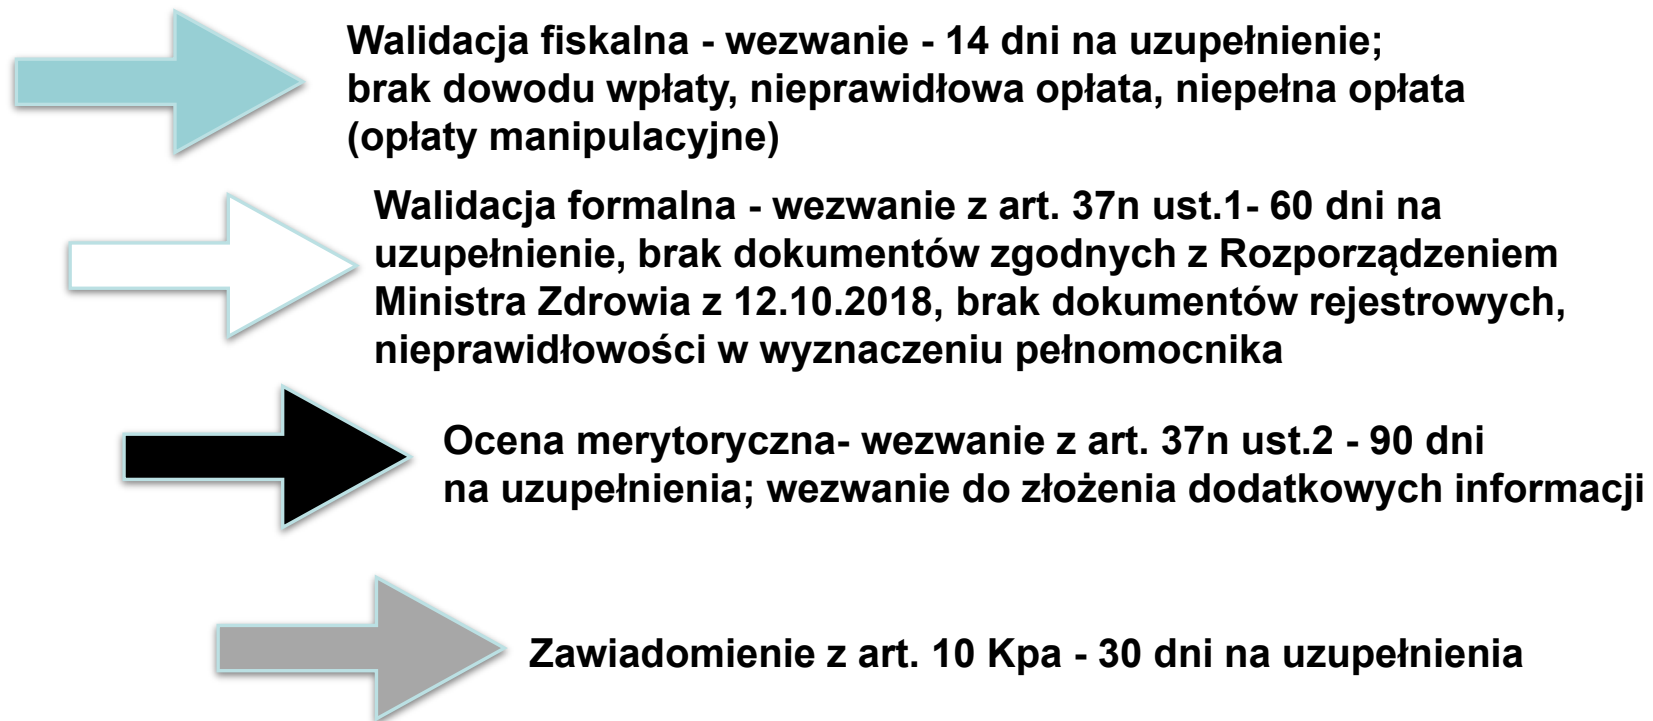 Walidacja fiskalna - wezwanie - 14 dni na uzupełnienie;
brak dowodu wpłaty, nieprawidłowa opłata, niepełna opłata
(opłaty manipulacyjne)
Walidacja formalna - wezwanie z art. 37n ust.1- 60 dni na
uzupełnienie, brak dokumentów zgodnych z Rozporządzeniem
Ministra Zdrowia z 12.10.2018, brak dokumentów rejestrowych,
nieprawidłowości w wyznaczeniu pełnomocnika
Ocena merytoryczna- wezwanie z art. 37n ust.2 - 90 dni
na uzupełnienia; wezwanie do złożenia dodatkowych informacji
Zawiadomienie z art. 10 Kpa - 30 dni na uzupełnienia